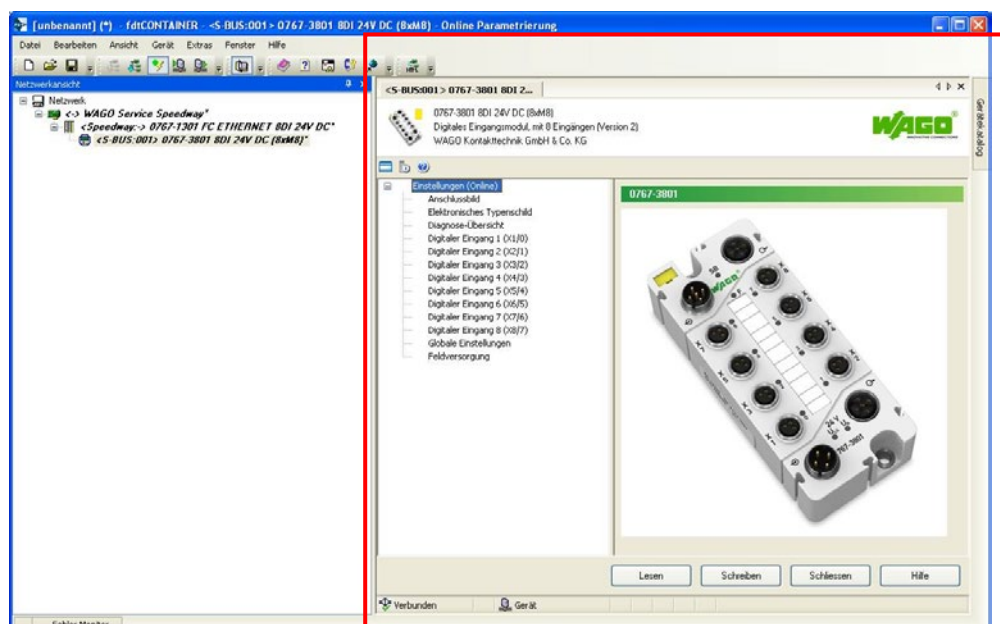 [unbenannt] (*) - fdtCONTAINER - <S-BUS:001> 0767-3801 8DI 24V DC (8xM8) - Online Parametrierung
Datei Bearbeiten Ansicht Gerät Extras Fenster Hilfe
Netzwerkansicht
Netzwerk
<-> WAGO Service Speedway*
<Speedway:-> 0767-1301 FC ETHERNET 8DI 24V DC*
<S-BUS:001> 0767-3801 8DI 24V DC (8xM8)*
<S-BUS:001> 0767-3801 8DI 2...
0767-3801 8DI 24V DC (8xM8)
Digitales Eingangsmodul, mit 8 Eingängen (Version 2)
WAGO Kontakttechnik GmbH & Co. KG
WAGO
INNOVATIVE CONNECTIONS
Gerätekatalog
Einstellungen (Online)
Anschlussbild
Elektronisches Typenschild
Diagnose-Übersicht
Digitaler Eingang 1 (X1/0)
Digitaler Eingang 2 (X2/1)
Digitaler Eingang 3 (X3/2)
Digitaler Eingang 4 (X4/3)
Digitaler Eingang 5 (X5/4)
Digitaler Eingang 6 (X6/5)
Digitaler Eingang 7 (X7/6)
Digitaler Eingang 8 (X8/7)
Globale Einstellungen
Feldversorgung
0767-3801
WAGO
24 V
767-3801
Lesen Schreiben Schliessen Hilfe
Verbunden Gerät